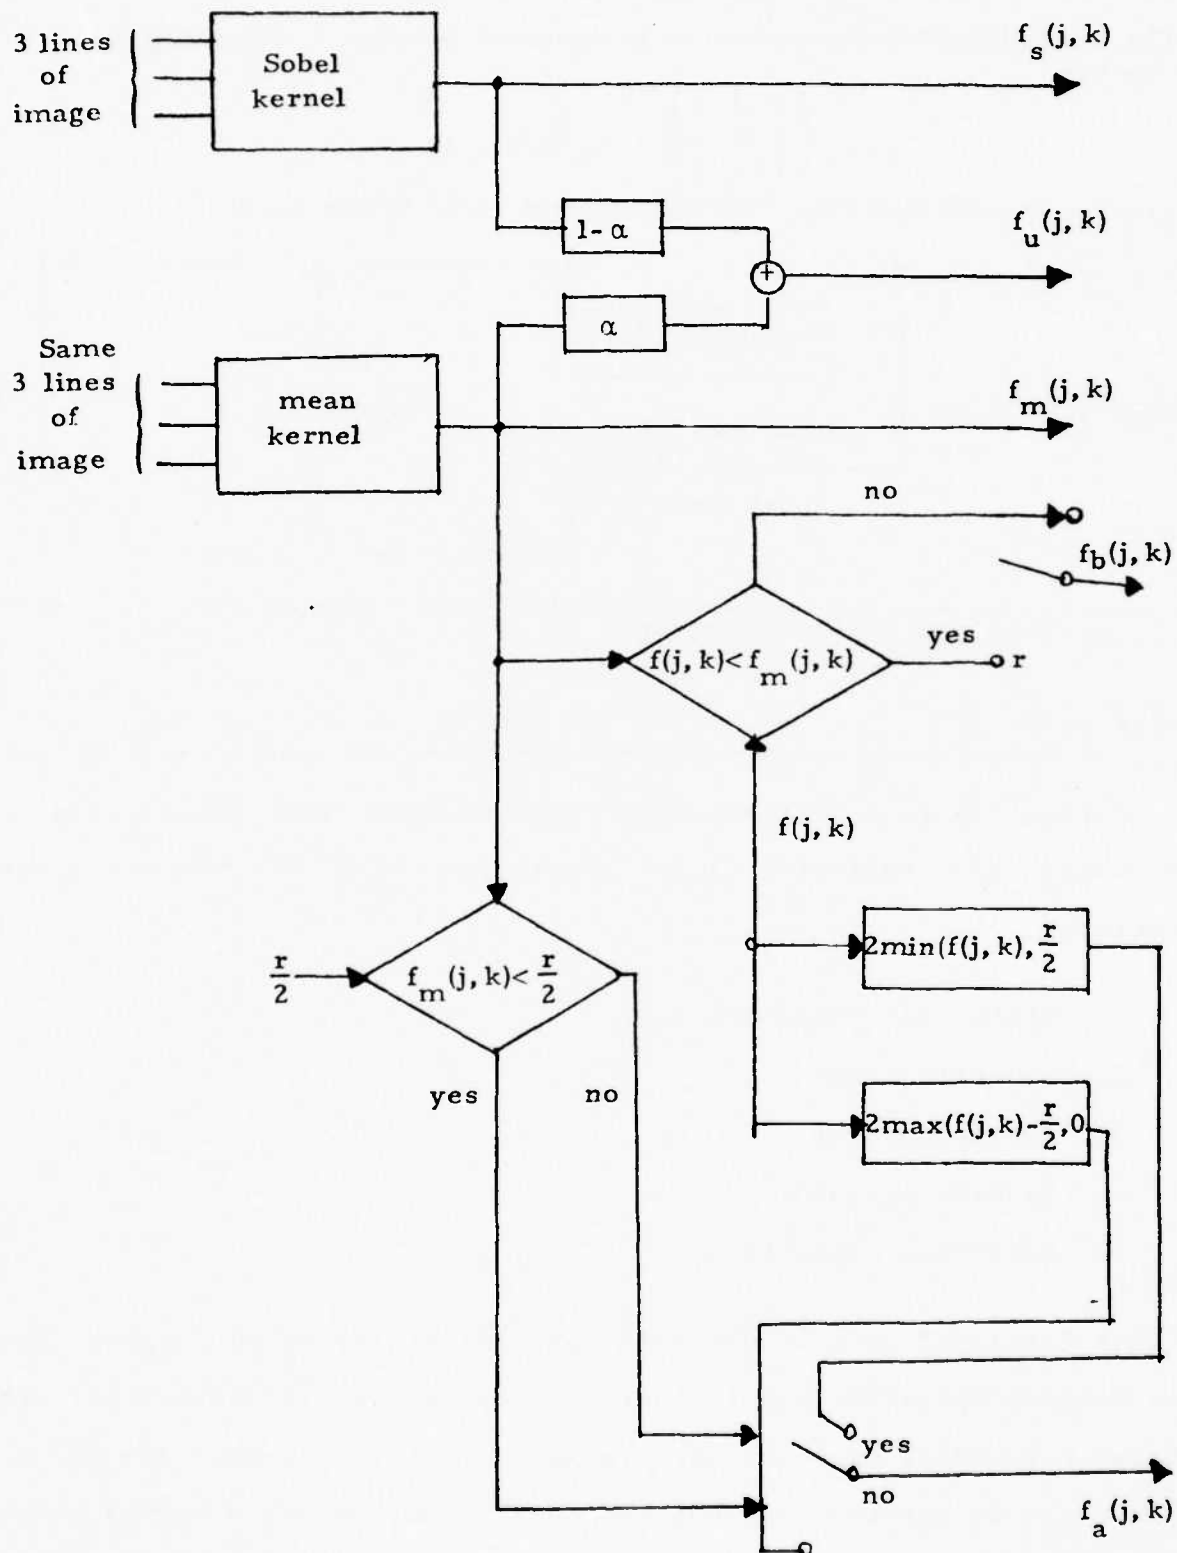 3 lines
of
image
Sobel
kernel
f_s(j, k)
1- α
f_u(j, k)
+
α
Same
3 lines
of
image
mean
kernel
f_m(j, k)
no
f_b(j, k)
f(j, k)< f_m(j, k)
yes
r
f(j, k)
r/2
f_m(j, k)< r/2
2min(f(j, k), r/2
yes
no
2max(f(j,k)-r/2,0
yes
no
f_a(j, k)